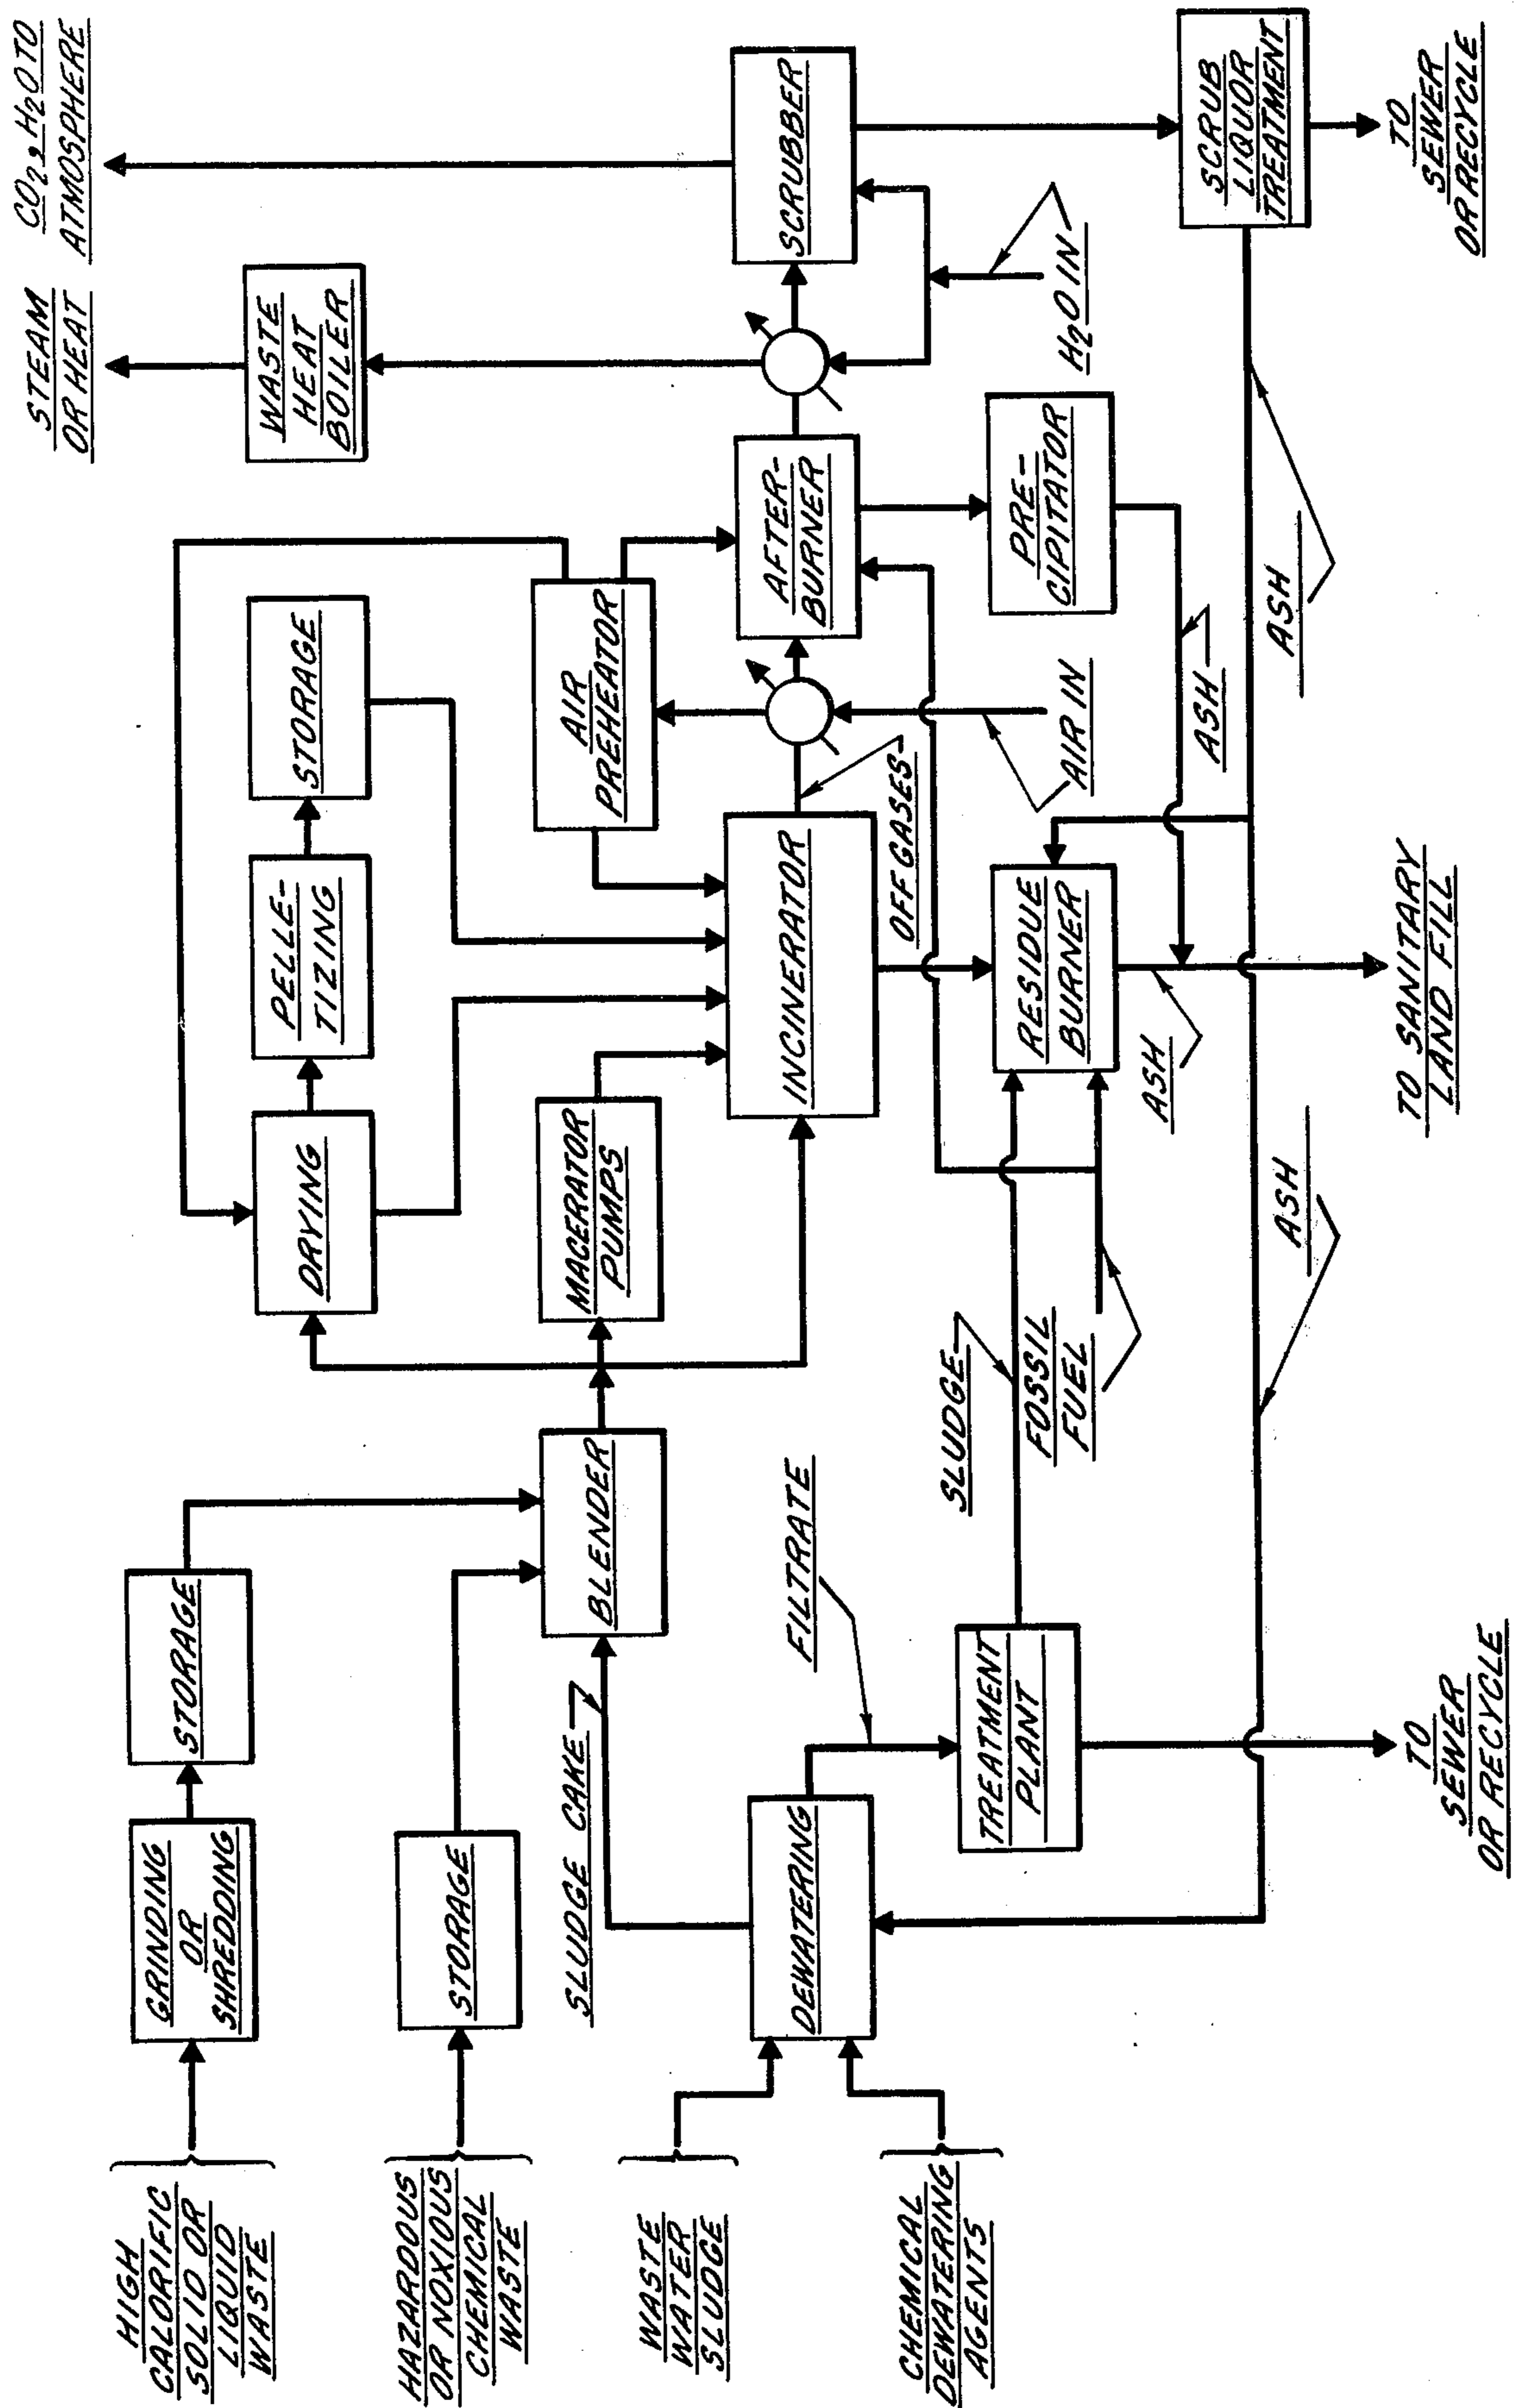 HIGH
CALORIFIC
SOLID OR
LIQUID
WASTE
GRINDING
OR
SHREDDING
STORAGE
HAZARDOUS
OR NOXIOUS
CHEMICAL
WASTE
STORAGE
WASTE
WATER
SLUDGE
CHEMICAL
DEWATERING
AGENTS
DEWATERING
SLUDGE CAKE
BLENDER
FILTRATE
TREATMENT
PLANT
TO
SEWER
OR RECYCLE
SLUDGE
FOSSIL
FUEL
DRYING
PELLE-
TIZING
STORAGE
MACERATOR
PUMPS
AIR
PREHEATOR
INCINERATOR
OFF GASES
AIR IN
RESIDUE
BURNER
ASH
ASH
TO SANITARY
LAND FILL
AFTER-
BURNER
PRE-
CIPITATOR
ASH
ASH
STEAM
OR HEAT
WASTE
HEAT
BOILER
CO2, H2O TO
ATMOSPHERE
SCRUBBER
H2O IN
SCRUB
LIQUOR
TREATMENT
TO
SEWER
OR RECYCLE